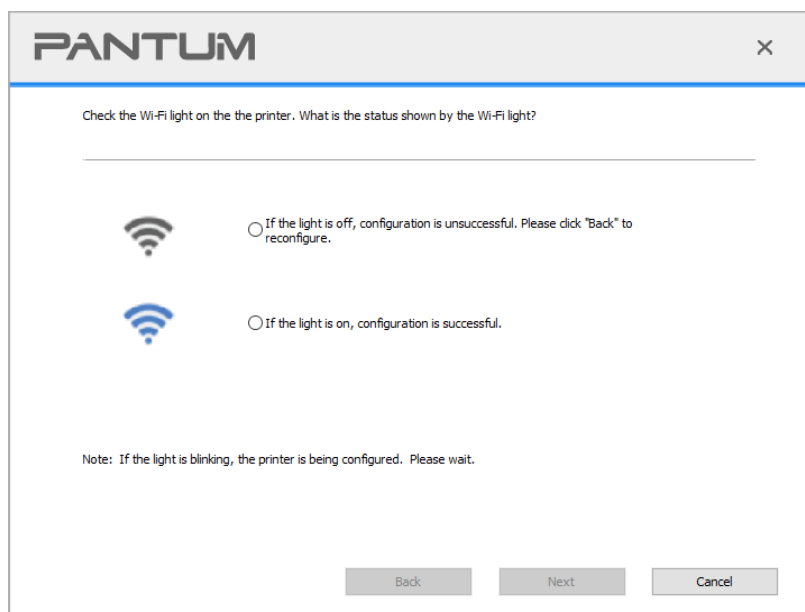 PANTUM
Check the Wi-Fi light on the the printer. What is the status shown by the Wi-Fi light?
If the light is off, configuration is unsuccessful. Please click "Back" to
reconfigure.
If the light is on, configuration is successful.
Note: If the light is blinking, the printer is being configured. Please wait.
Back
Next
Cancel